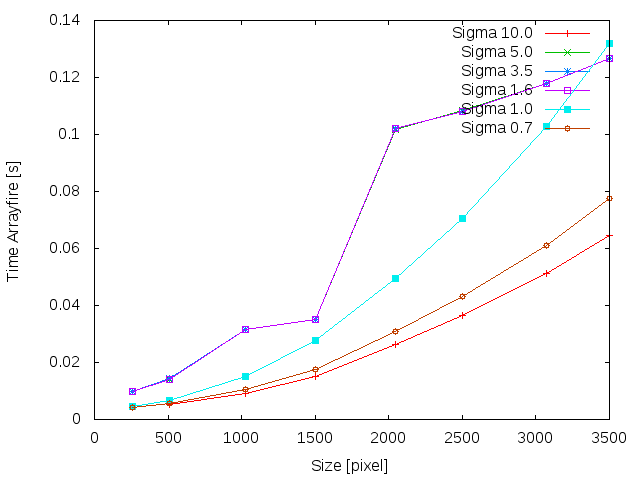 0.14
0.12
0.1
0.08
0.06
0.04
0.02
0
Time Arrayfire [s]
Sigma 10.0
Sigma 5.0
Sigma 3.5
Sigma 1.6
Sigma 1.0
Sigma 0.7
0 500 1000 1500 2000 2500 3000 3500
Size [pixel]